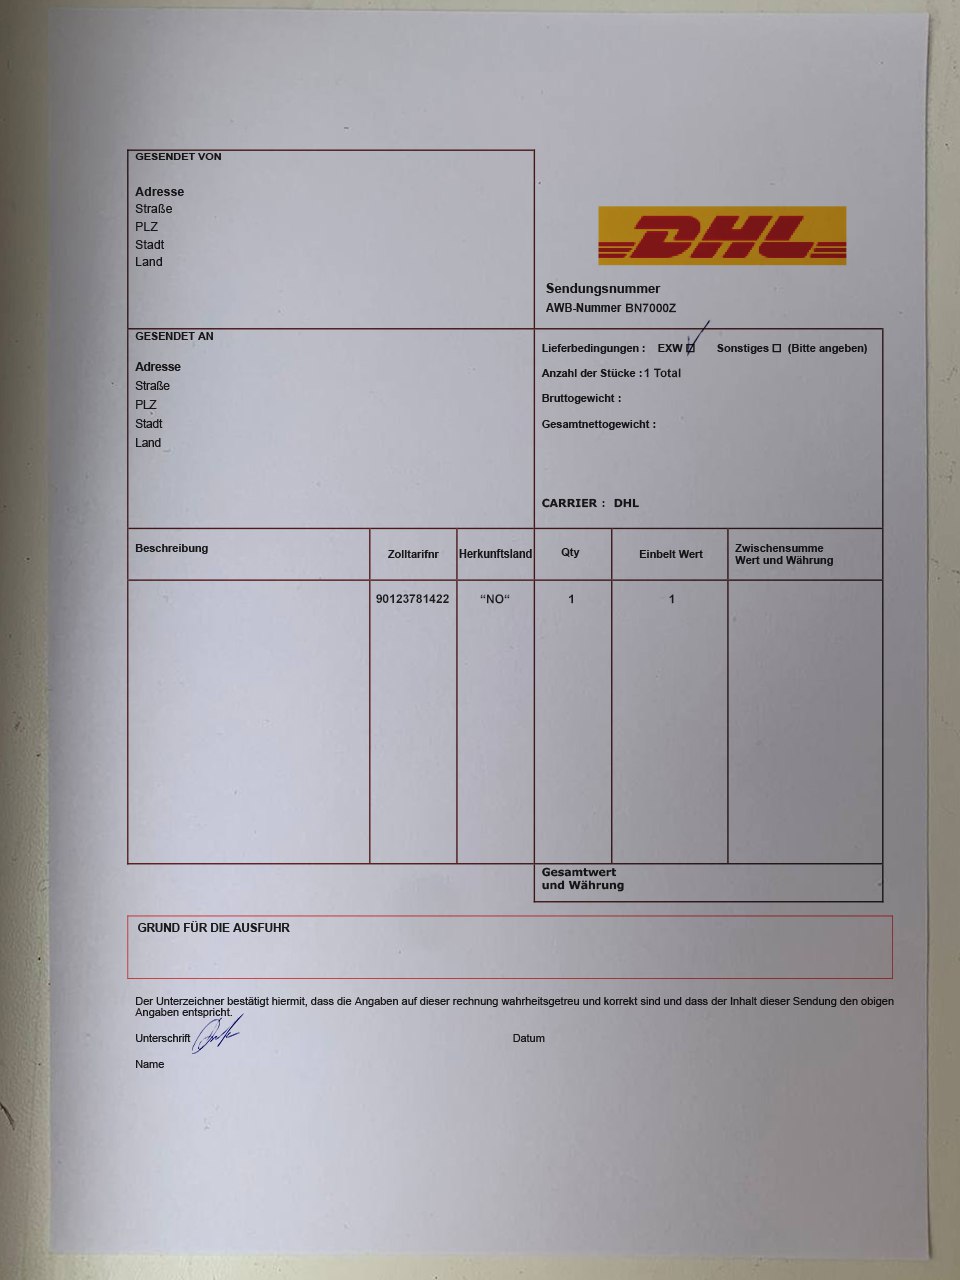 GESENDET VON
Adresse
Straße
PLZ
Stadt
Land
DHL
Sendungsnummer
AWB-Nummer BN7000Z
GESENDET AN
Adresse
Straße
PLZ
Stadt
Land
Lieferbedingungen : EXW ☐ Sonstiges ☐ (Bitte angeben)
Anzahl der Stücke : 1 Total
Bruttogewicht :
Gesamtnettogewicht :
CARRIER : DHL
Beschreibung Zolltarifnr Herkunftsland Qty Einbelt Wert Zwischensumme
Wert und Währung
90123781422 “NO“ 1 1
Gesamtwert
und Währung
GRUND FÜR DIE AUSFUHR
Der Unterzeichner bestätigt hiermit, dass die Angaben auf dieser rechnung wahrheitsgetreu und korrekt sind und dass der Inhalt dieser Sendung den obigen
Angaben entspricht.
Unterschrift Datum
Name